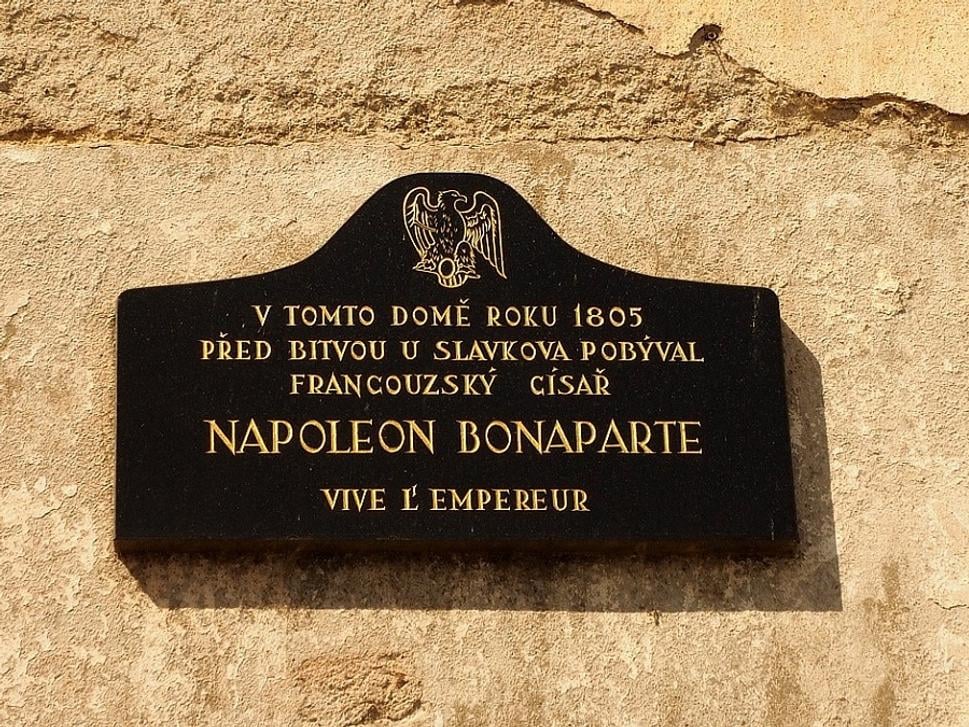 V TOMTO DOMĚ ROKU 1805
PŘED BITVOU U SLAVKOVA POBÝVAL
FRANCOUZSKÝ CÍSAŘ
NAPOLEON BONAPARTE
VIVE L' EMPEREUR